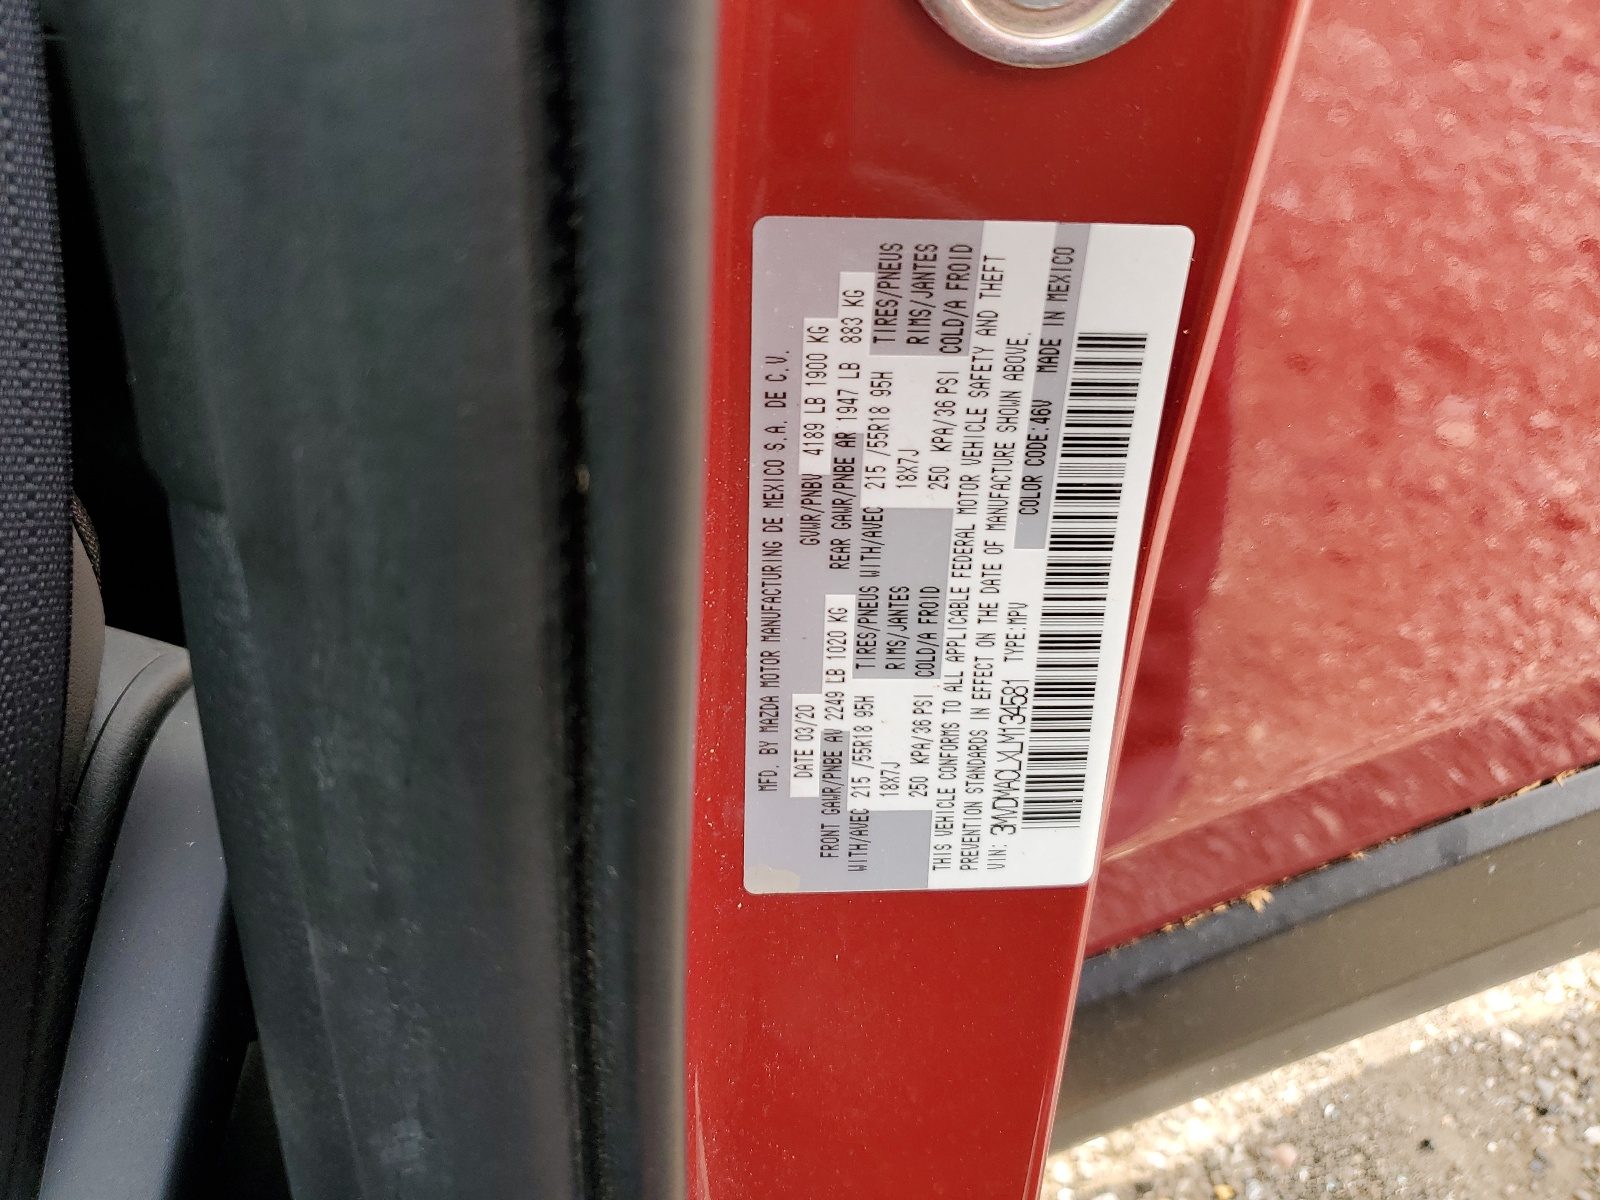 MFD. BY MAZDA MOTOR MANUFACTURING DE MEXICO S.A. DE C.V.
DATE 03/20 GVWR/PNBV 4189 LB 1900 KG
FRONT GAWR/PNBE AV 2249 LB 1020 KG REAR GAWR/PNBE AR 1947 LB 883 KG
WITH/AVEC 215 /55R18 95H TIRES/PNEUS WITH/AVEC 215 /55R18 95H TIRES/PNEUS
18X7J RIMS/JANTES 18X7J RIMS/JANTES
250 KPA/36 PSI COLD/A FROID 250 KPA/36 PSI COLD/A FROID
THIS VEHICLE CONFORMS TO ALL APPLICABLE FEDERAL MOTOR VEHICLE SAFETY AND THEFT
PREVENTION STANDARDS IN EFFECT ON THE DATE OF MANUFACTURE SHOWN ABOVE.
VIN: 3MVDMACLXLM134581 TYPE:MPV COLOR CODE:46V MADE IN MEXICO